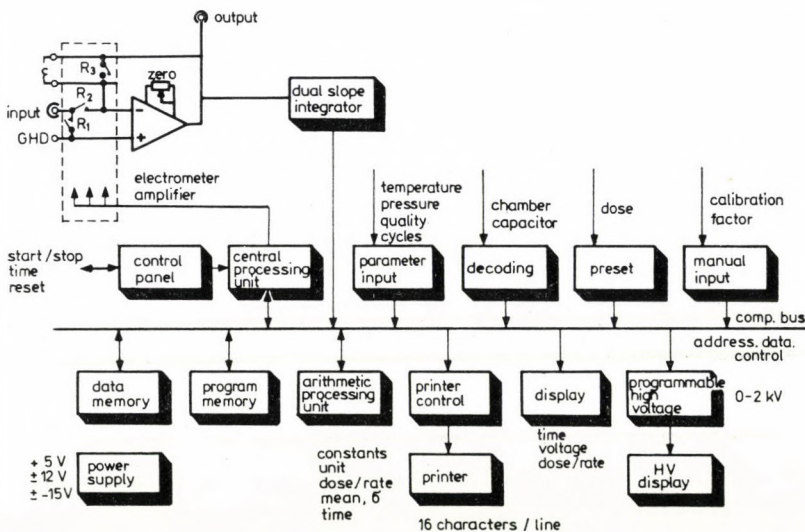 output
zero
R3
C
R2
input
R1
GHD
-
+
dual slope
integrator
electrometer
amplifier
temperature
pressure
quality
cycles
chamber
capacitor
dose
calibration
factor
start/stop
time
reset
control
panel
central
processing
unit
parameter
input
decoding
preset
manual
input
comp. bus
address. data.
control
data
memory
program
memory
arithmetic
processing
unit
printer
control
display
programmable
high
voltage
0-2 kV
+ 5 V
± 12 V
± -15V
power
supply
constants
unit
dose/rate
mean, б
time
printer
time
voltage
dose/rate
HV
display
16 characters / line